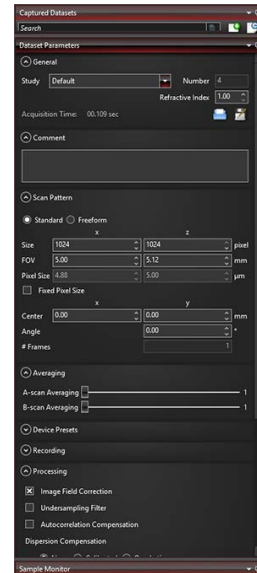 Captured Datasets
Search
Dataset Parameters
General
Study Default Number 4
Refractive Index 1.00
Acquisition Time: 00.109 sec
Comment
Scan Pattern
Standard Freeform
x z
Size 1024 1024 pixel
FOV 5.00 5.12 mm
Pixel Size 4.88 5.00 µm
Fixed Pixel Size
x y
Center 0.00 0.00 mm
Angle 0.00 °
# Frames 1
Averaging
A-scan Averaging 1
B-scan Averaging 1
Device Presets
Recording
Processing
Image Field Correction
Undersampling Filter
Autocorrelation Compensation
Dispersion Compensation
Sample Monitor